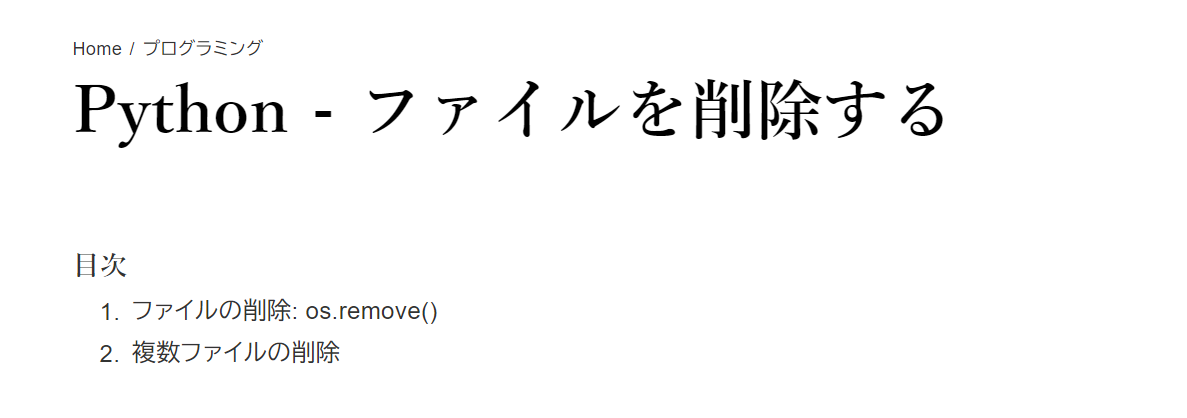 Home / プログラミング
Python - ファイルを削除する
目次
1. ファイルの削除: os.remove()
2. 複数ファイルの削除